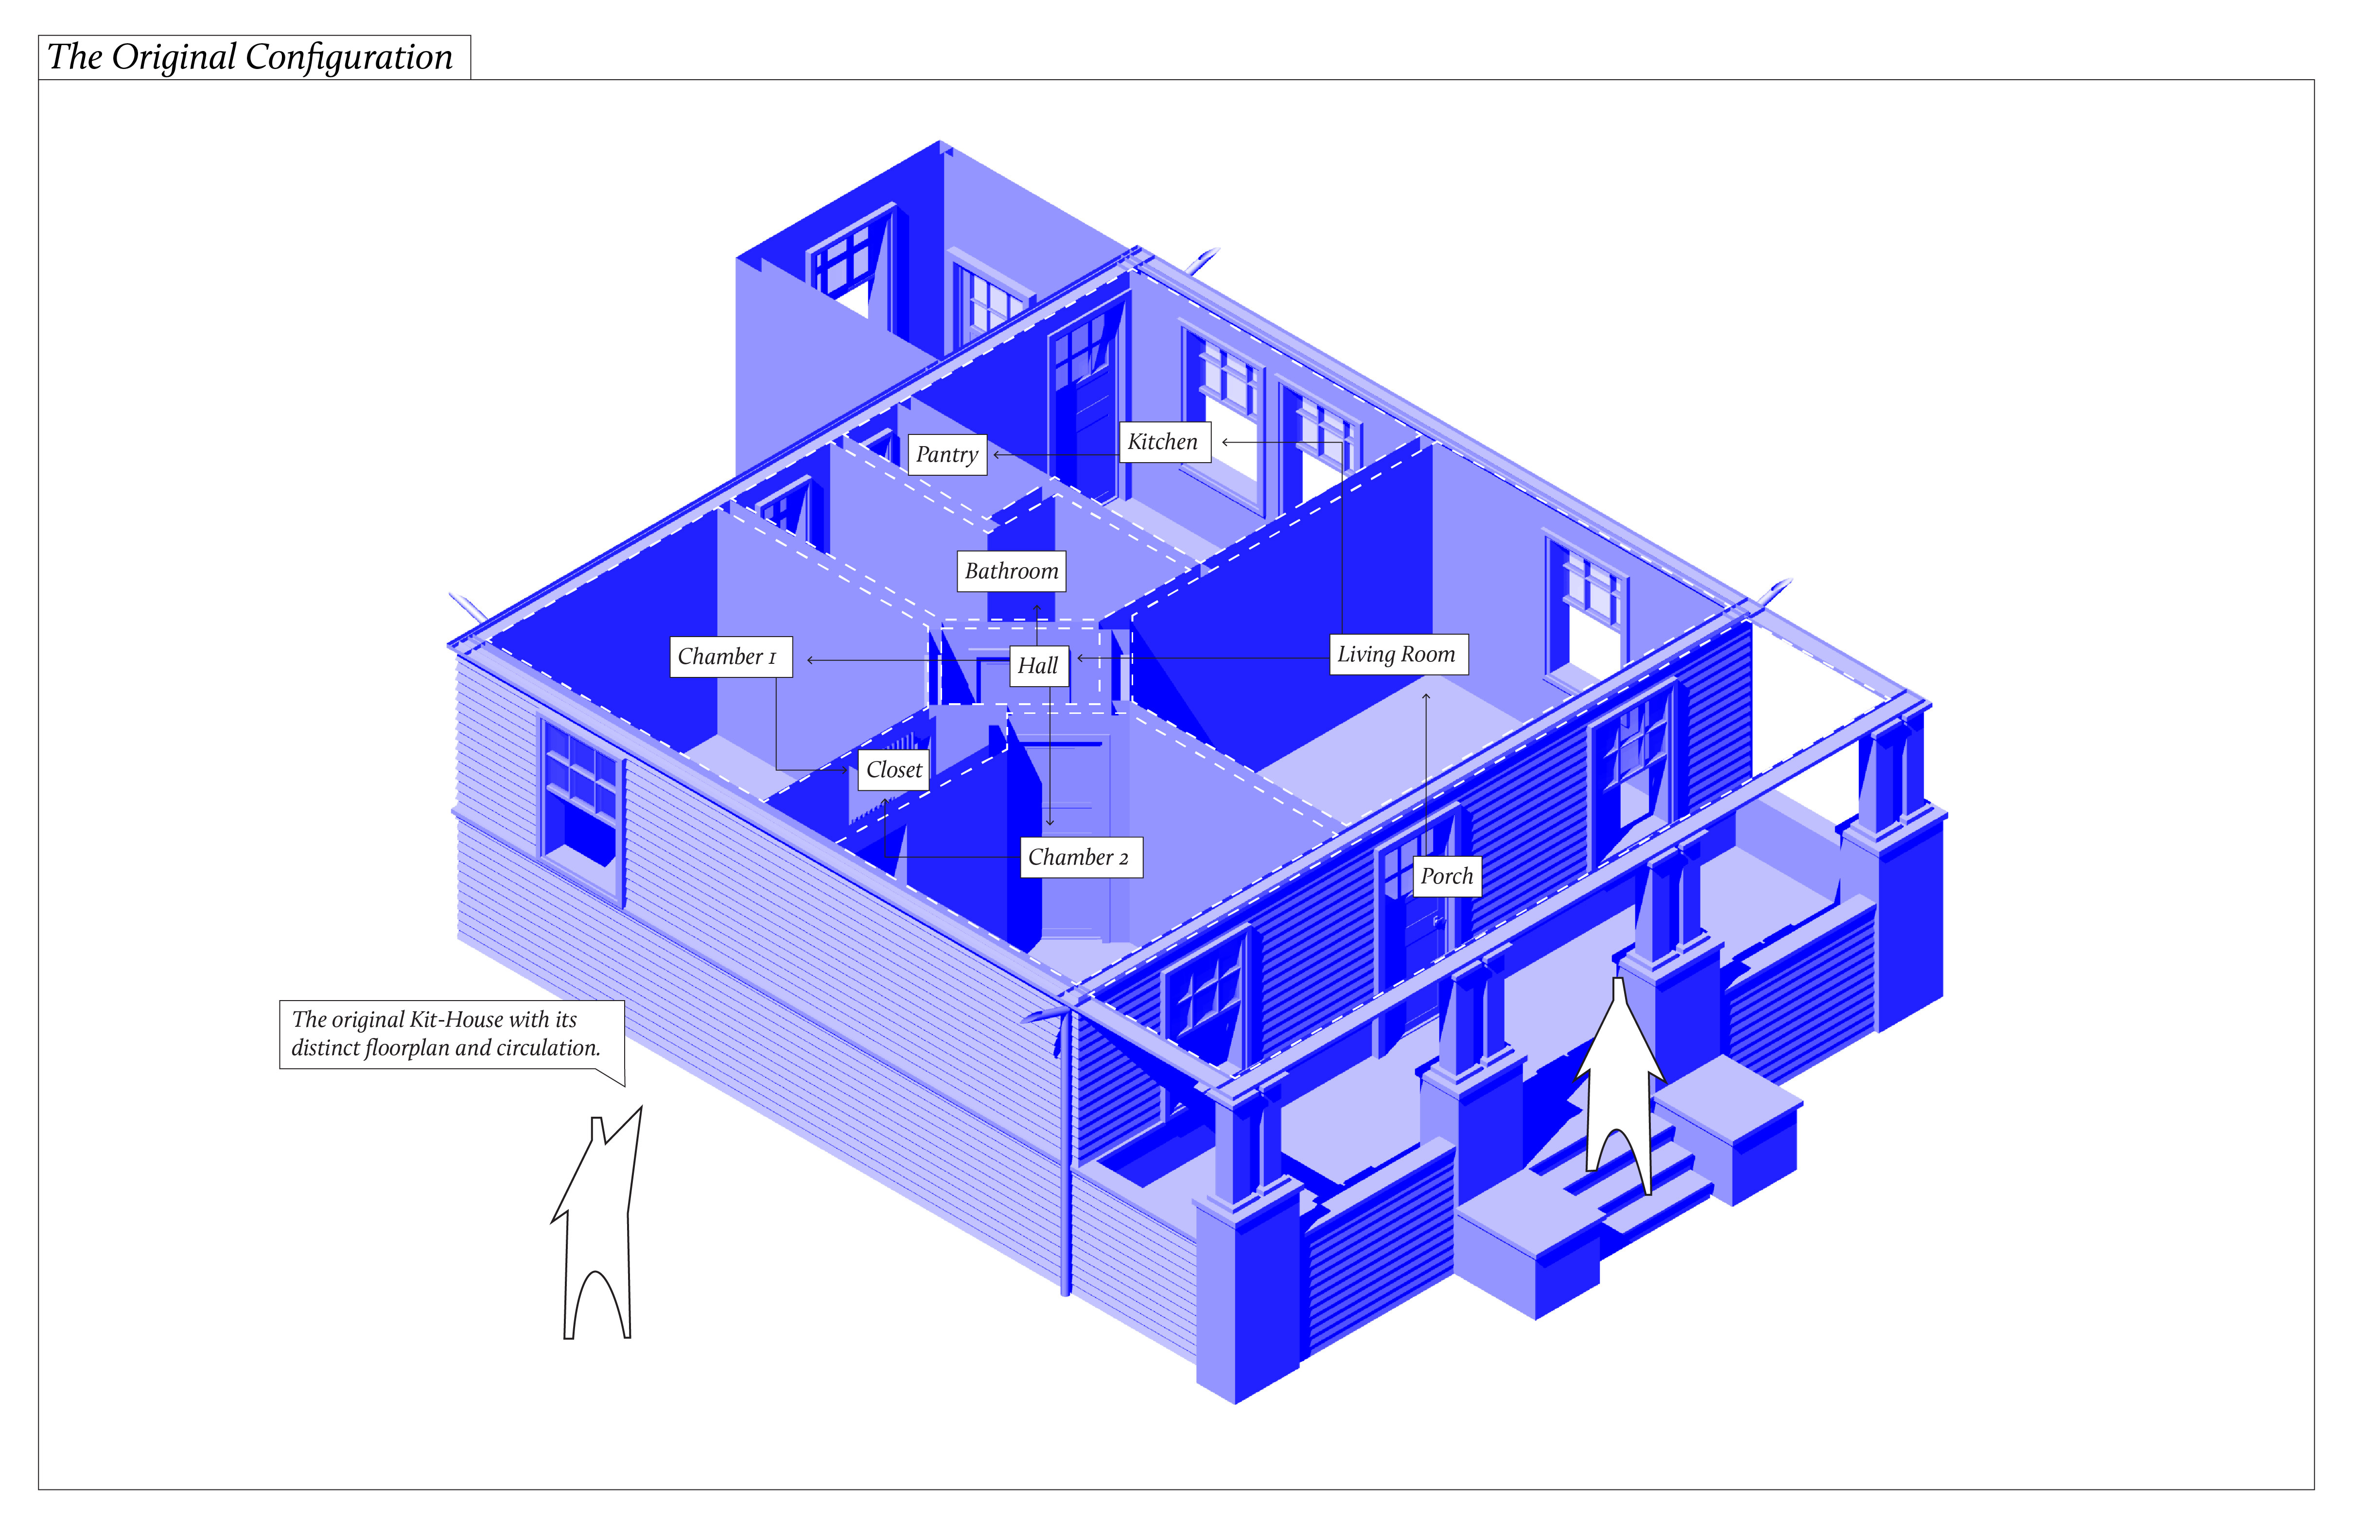 The Original Configuration
Kitchen
Pantry
Bathroom
Chamber 1
Hall
Living Room
Closet
Chamber 2
Porch
The original Kit-House with its
distinct floorplan and circulation.